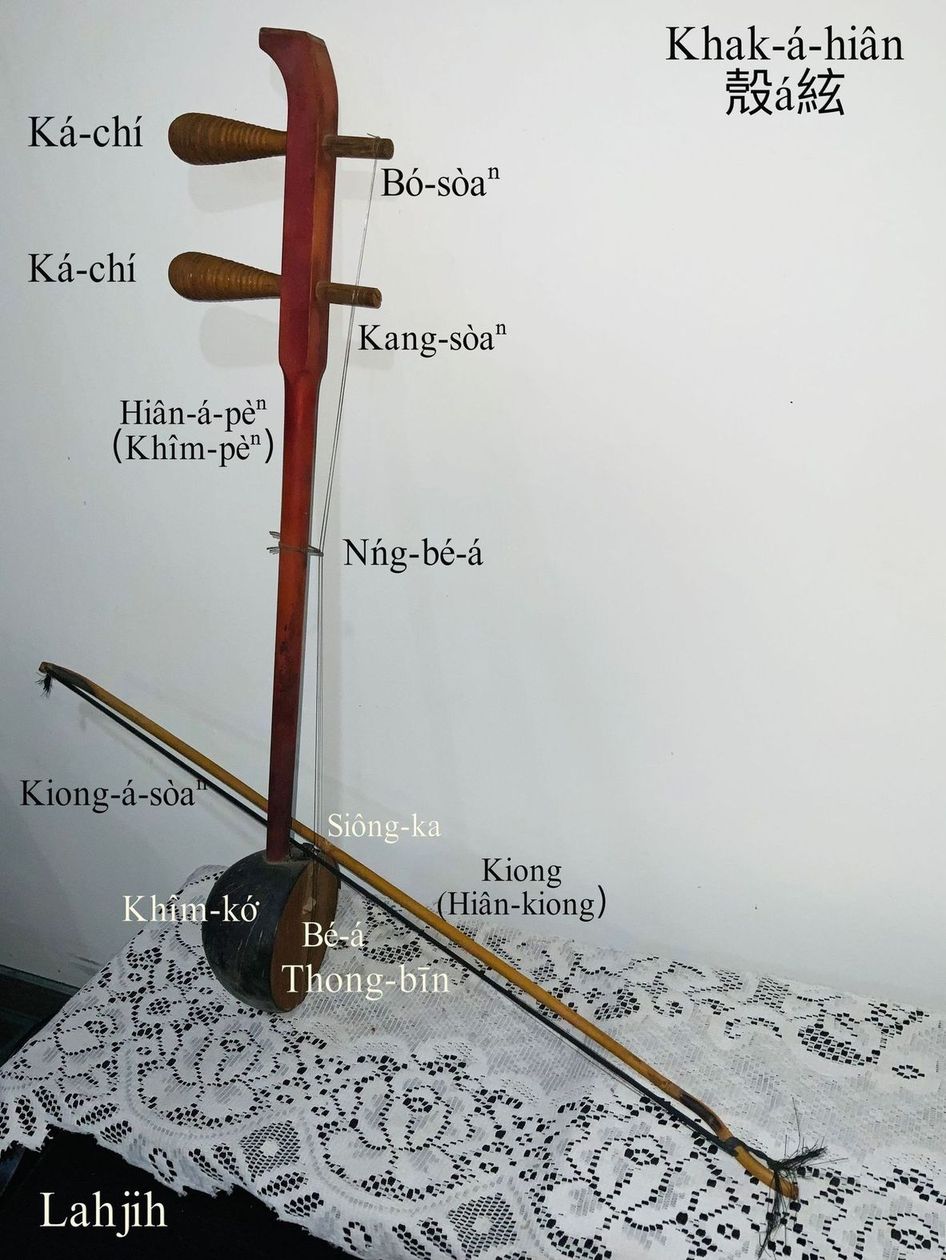 Khak-á-hiân
殼á絃
Ká-chí
Bó-sòaⁿ
Ká-chí
Kang-sòaⁿ
Hiân-á-pèⁿ
(Khîm-pèⁿ)
Nńg-bé-á
Kiong-á-sòaⁿ
Siông-ka
Kiong
(Hiân-kiong)
Khîm-kó͘
Bé-á
Thong-bīn
Lahjih